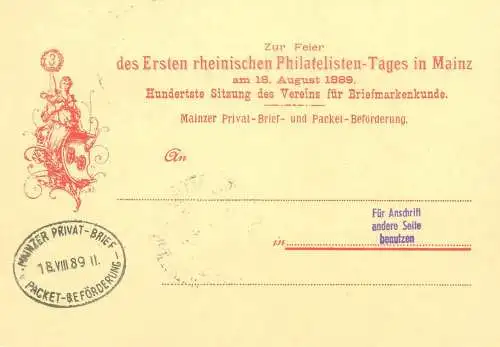 3
Zur Feier
des Ersten rheinischen Philatelisten-Tages in Mainz
am 18. August 1889.
Hundertste Sitzung des Vereins für Briefmarkenkunde.
Mainzer Privat-Brief- und Packet-Beförderung.
An
Für Anschrift
andere Seite
benutzen
in
MAINZER PRIVAT-BRIEF
18.VIII 89 II.
PACKET-BEFÖRDERUNG